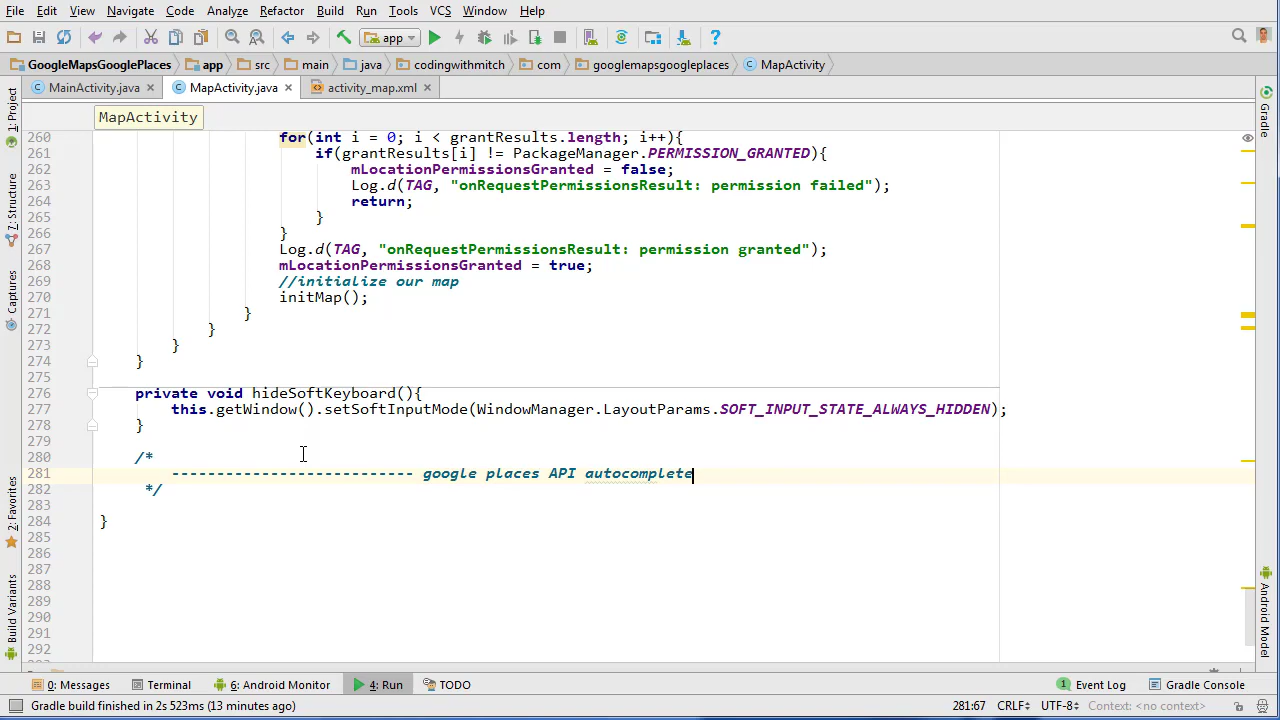 File Edit View Navigate Code Analyze Refactor Build Run Tools VCS Window Help
app
GoogleMapsGooglePlaces app src main java codingwithmitch com googlemapsgoogleplaces MapActivity
MainActivity.java MapActivity.java activity_map.xml
MapActivity
260 for(int i = 0; i < grantResults.length; i++){
261 if(grantResults[i] != PackageManager.PERMISSION_GRANTED){
262 mLocationPermissionsGranted = false;
263 Log.d(TAG, "onRequestPermissionsResult: permission failed");
264 return;
265 }
266 }
267 Log.d(TAG, "onRequestPermissionsResult: permission granted");
268 mLocationPermissionsGranted = true;
269 //initialize our map
270 initMap();
271 }
272 }
273 }
274 }
275
276 private void hideSoftKeyboard(){
277 this.getWindow().setSoftInputMode(WindowManager.LayoutParams.SOFT_INPUT_STATE_ALWAYS_HIDDEN);
278 }
279
280 /*
281 --------------------------- google places API autocomplete
282 */
283
284 }
285
286
287
288
289
290
291
292
1: Project
7: Structure
Captures
2: Favorites
Build Variants
Gradle
Android Model
0: Messages Terminal 6: Android Monitor 4: Run TODO 1 Event Log Gradle Console
Gradle build finished in 2s 523ms (13 minutes ago) 281:67 CRLF UTF-8 Context: <no context>